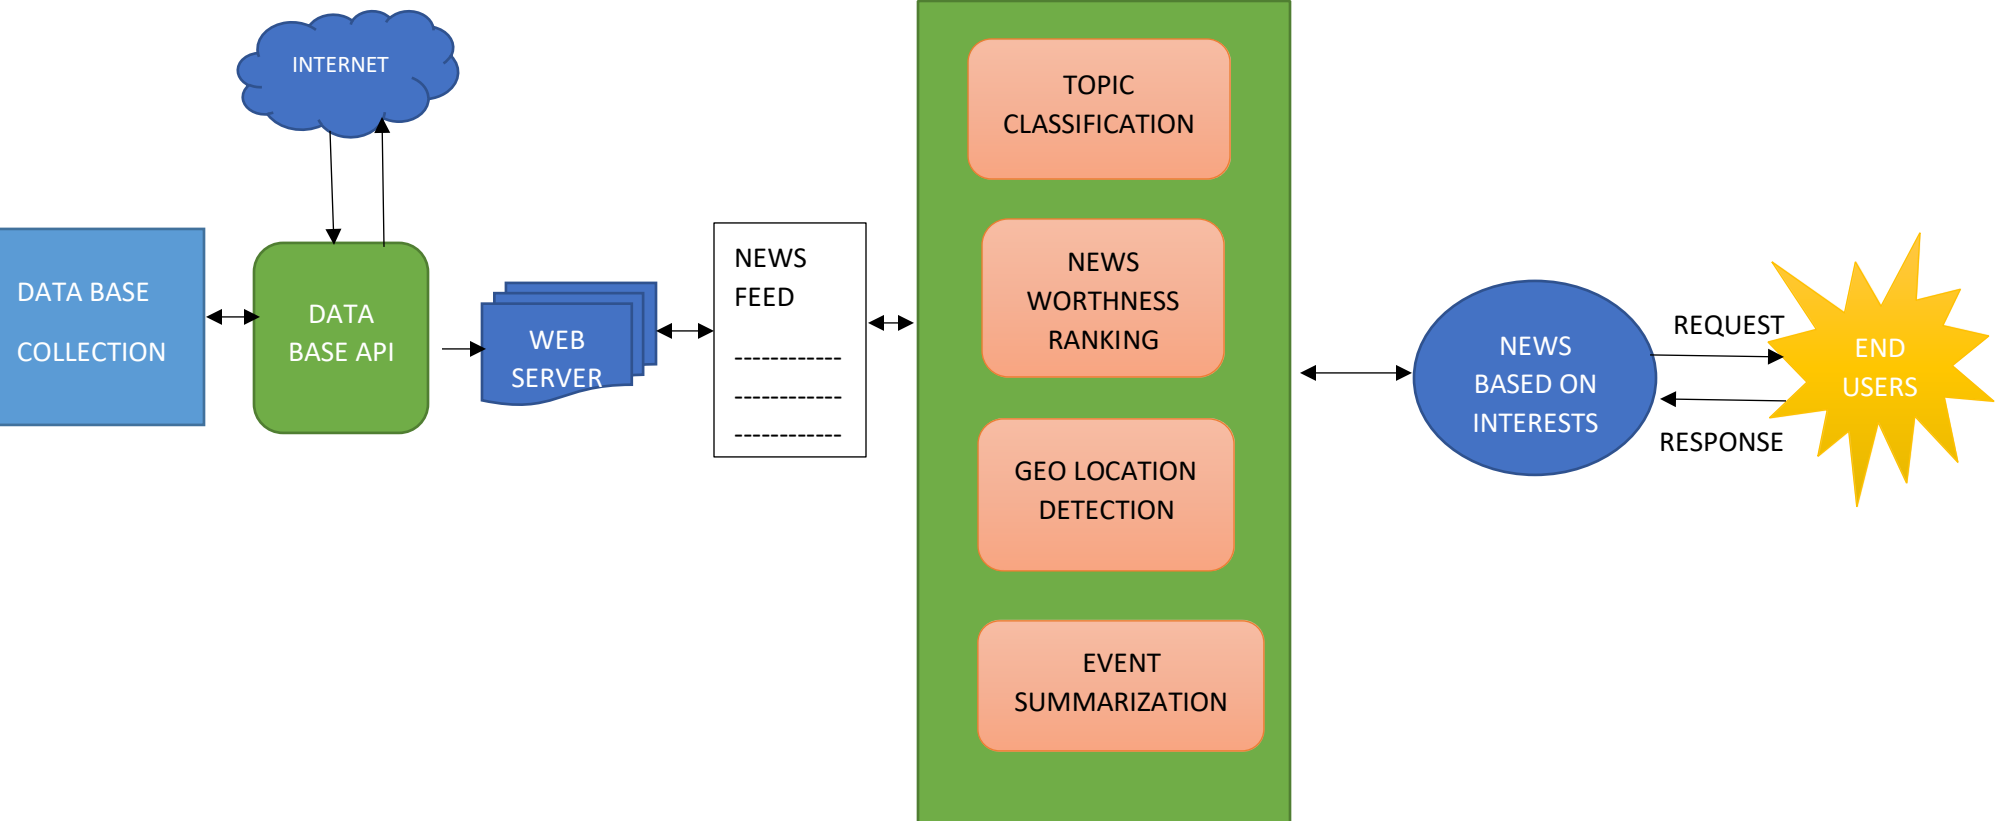 INTERNET
DATA BASE
COLLECTION
DATA
BASE API
WEB
SERVER
NEWS
FEED
------------
------------
------------
TOPIC
CLASSIFICATION
NEWS
WORTHNESS
RANKING
GEO LOCATION
DETECTION
EVENT
SUMMARIZATION
NEWS
BASED ON
INTERESTS
REQUEST
RESPONSE
END
USERS